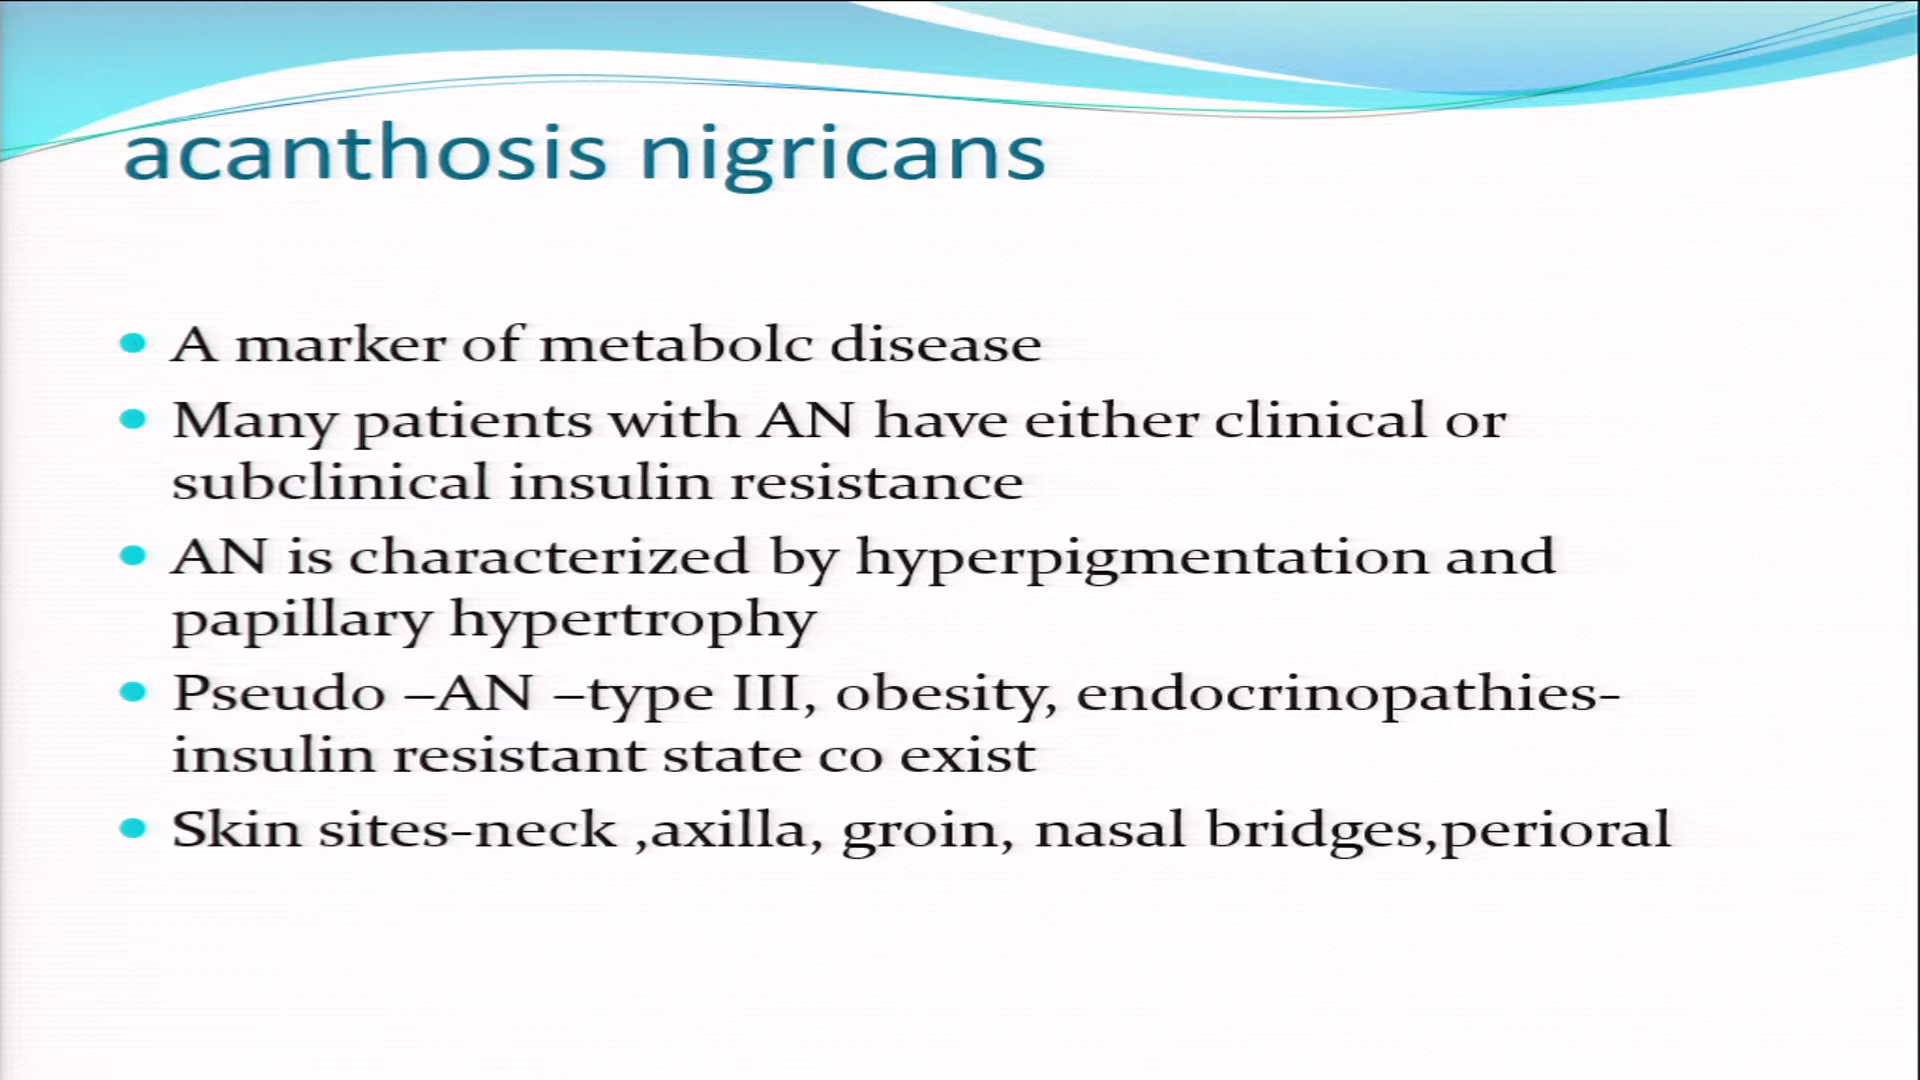 acanthosis nigricans
A marker of metabolc disease
Many patients with AN have either clinical or
subclinical insulin resistance
AN is characterized by hyperpigmentation and
papillary hypertrophy
Pseudo –AN –type III, obesity, endocrinopathies-
insulin resistant state co exist
Skin sites-neck ,axilla, groin, nasal bridges,perioral